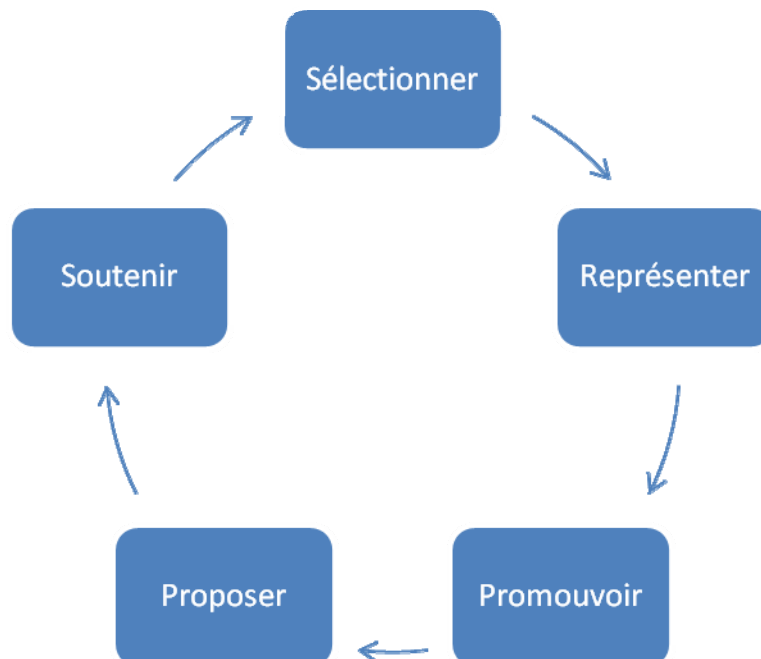 Sélectionner
Représenter
Promouvoir
Proposer
Soutenir